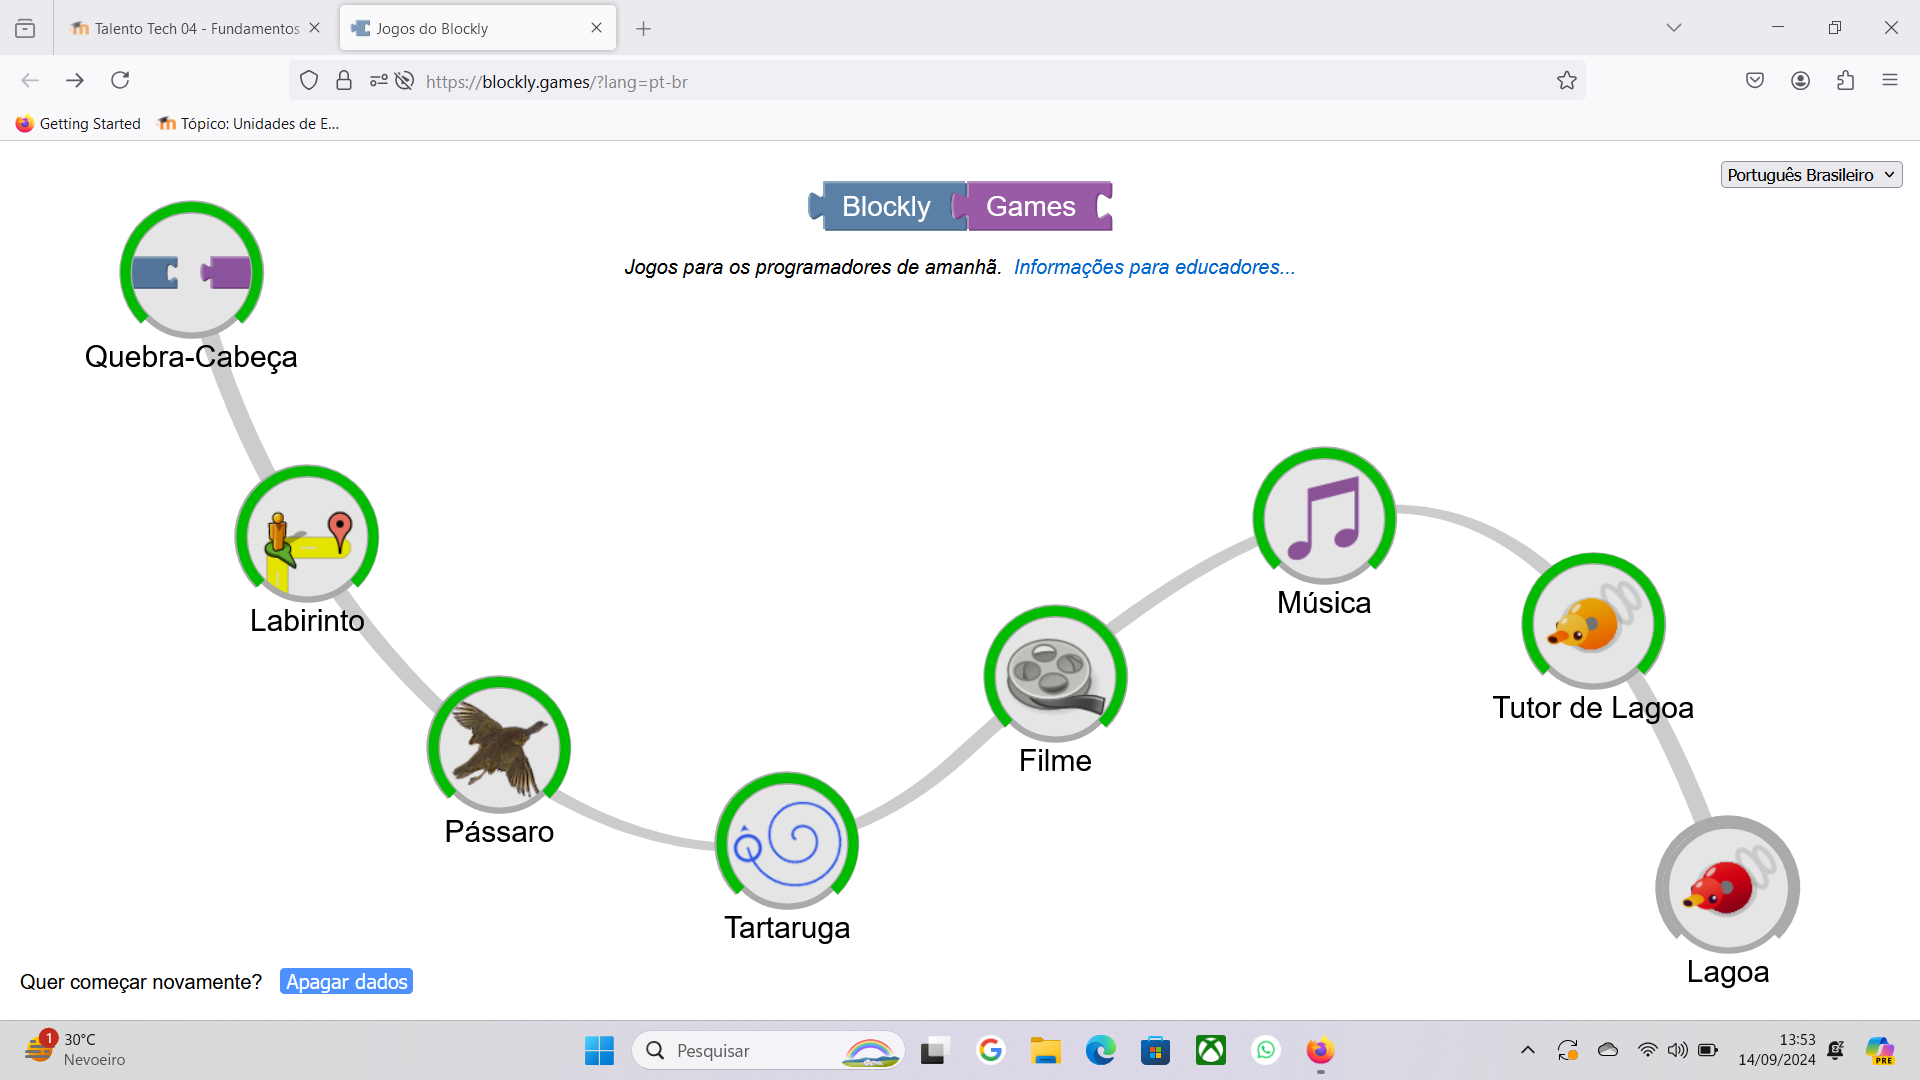 Talento Tech 04 - Fundamentos
Jogos do Blockly
https://blockly.games/?lang=pt-br
Getting Started
Tópico: Unidades de E...
Português Brasileiro
Blockly Games
Jogos para os programadores de amanhã. Informações para educadores...
Quebra-Cabeça
Labirinto
Pássaro
Tartaruga
Filme
Música
Tutor de Lagoa
Lagoa
Quer começar novamente? Apagar dados
1
30°C
Nevoeiro
Pesquisar
13:53
14/09/2024
PRE